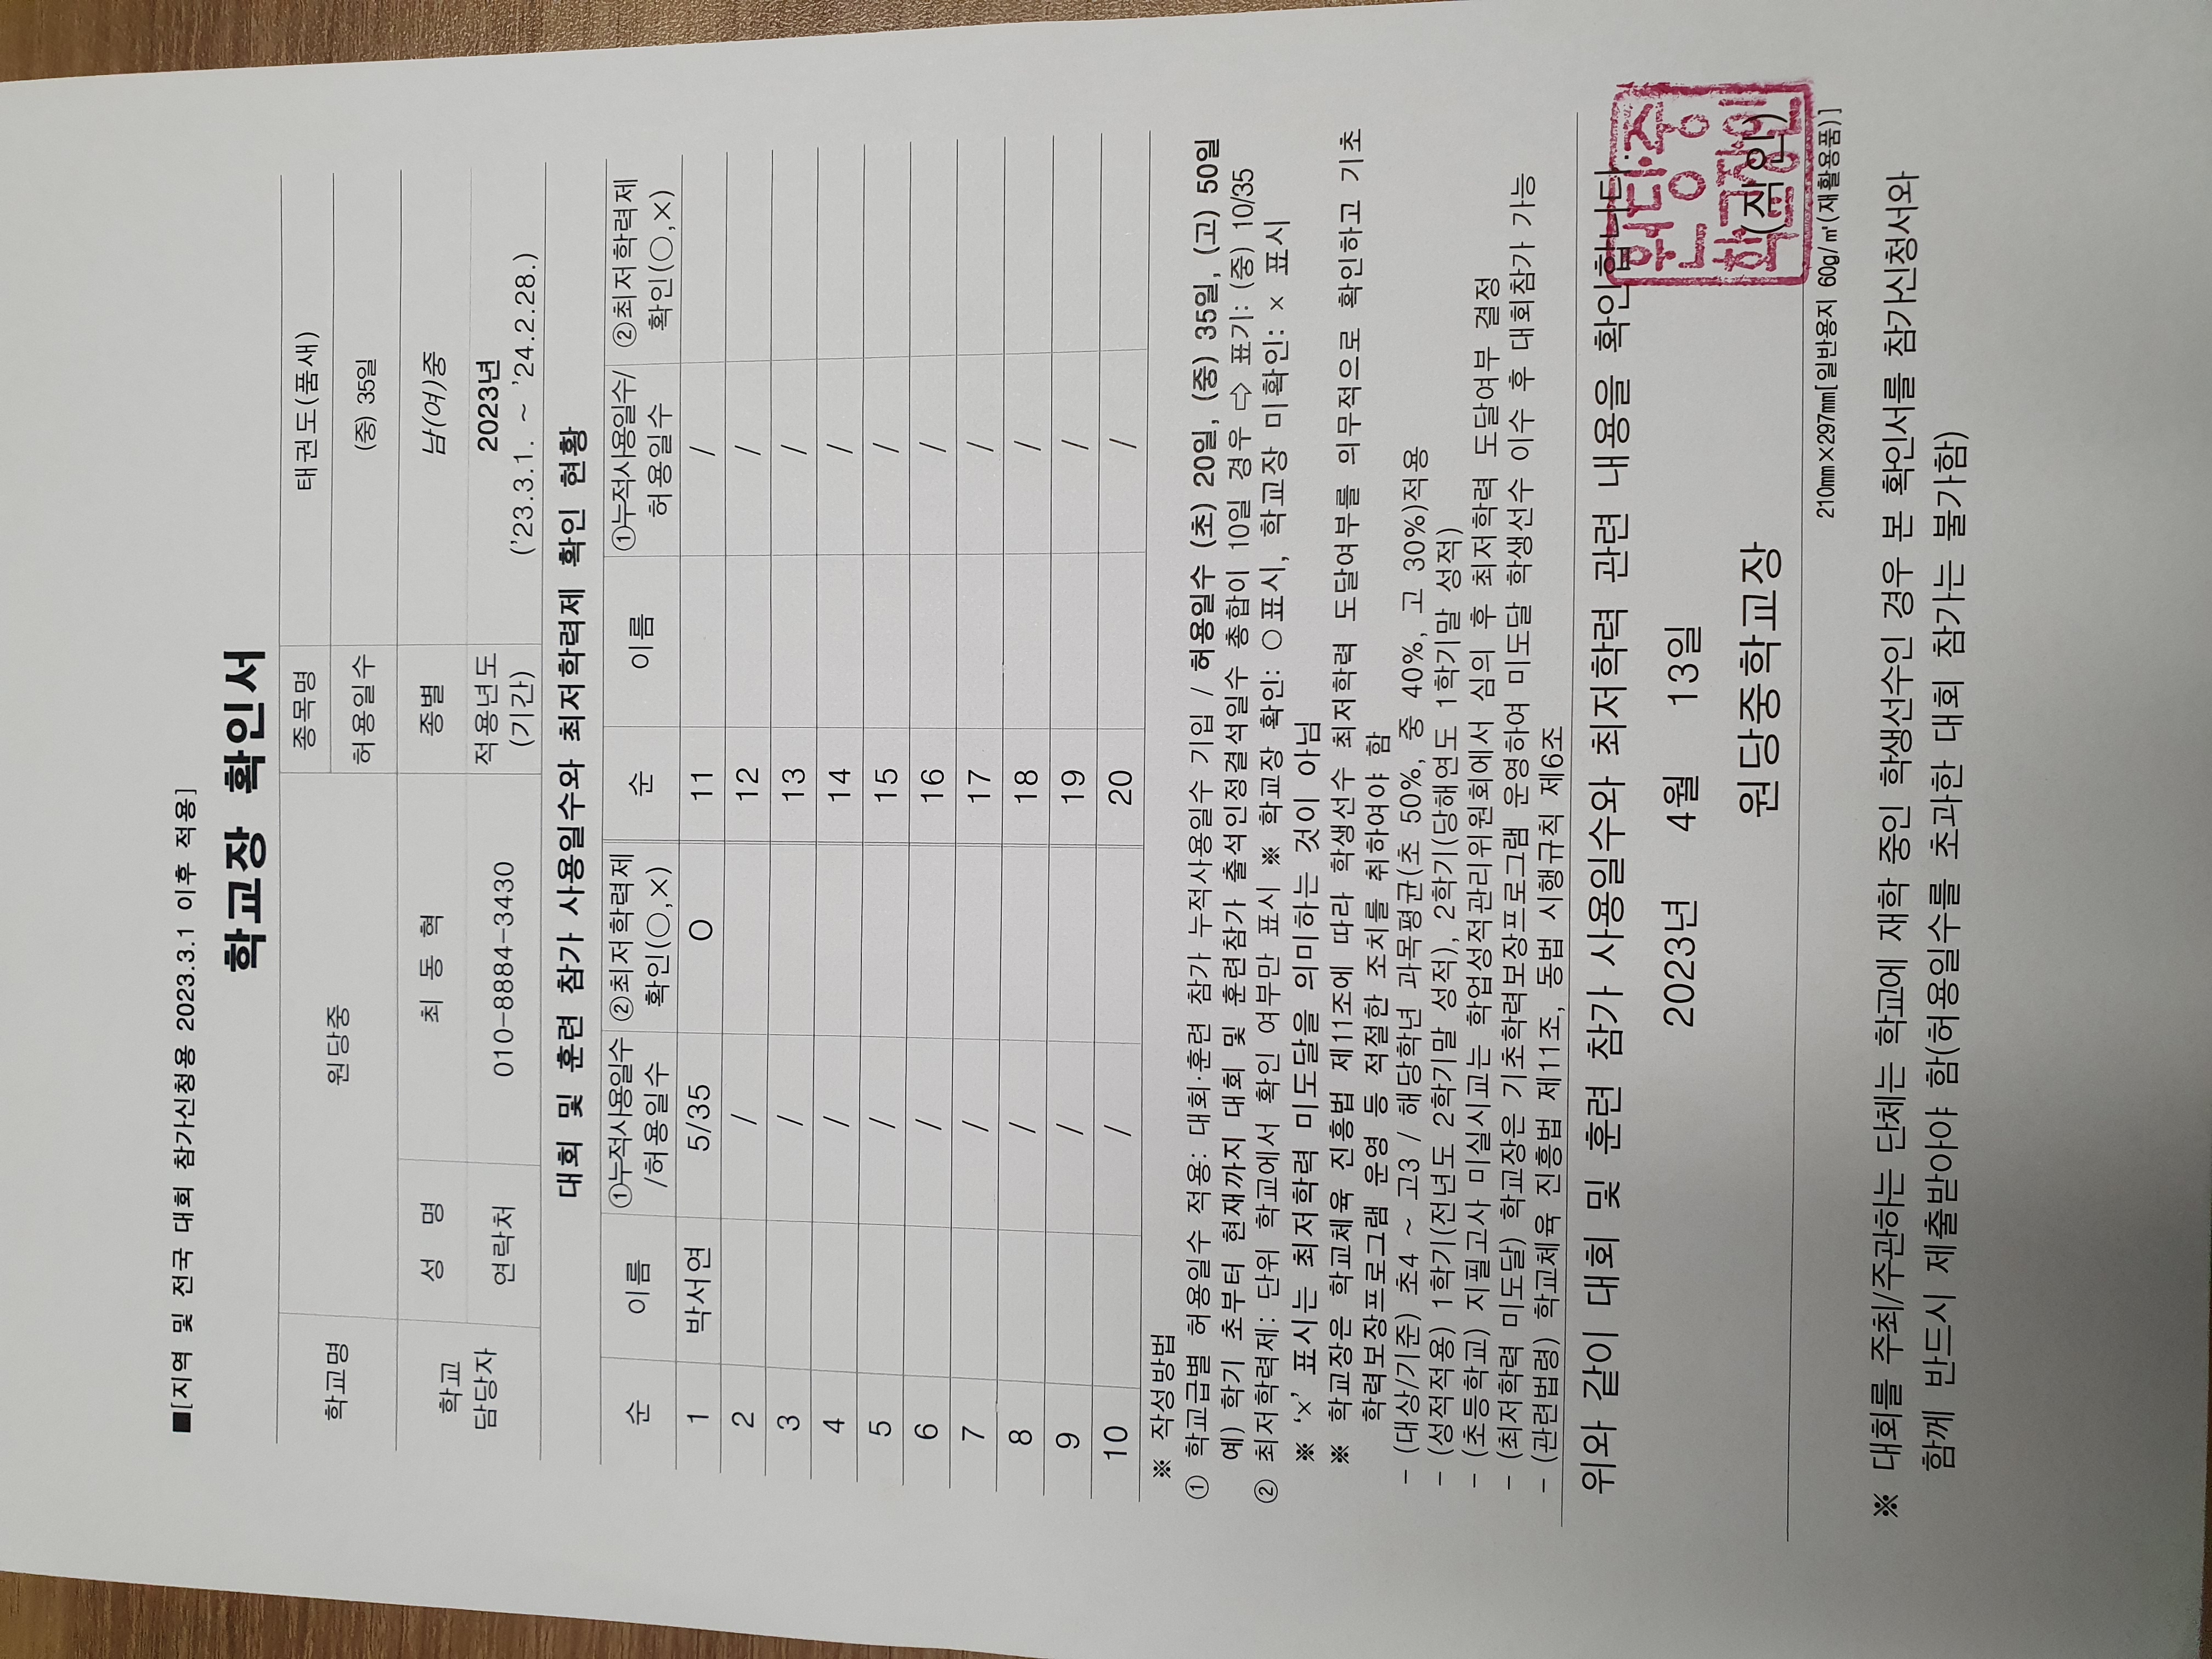 ■[지역 및 전국 대회 참가신청용 2023.3.1 이후 적용]
학교장 확인서
학교명 원당중 종목명 태권도(품새)
허용일수 (중) 35일
학교 담당자 성 명 최 동 혁 종별 남(여)중
연락처 010-8884-3430 적용년도 (기간) 2023년 ('23.3.1. ~ '24.2.28.)
대회 및 훈련 참가 사용일수와 최저학력제 확인 현황
순 이름 ①누적사용일수/허용일수 ②최저학력제 확인(○,×) 순 이름 ①누적사용일수/허용일수 ②최저학력제 확인(○,×)
1 박서연 5/35 O 11 /
2 / 12 /
3 / 13 /
4 / 14 /
5 / 15 /
6 / 16 /
7 / 17 /
8 / 18 /
9 / 19 /
10 / 20 /
※ 작성방법
① 학교급별 허용일수 적용: 대회·훈련 참가 누적사용일수 기입 / 허용일수 (초) 20일, (중) 35일, (고) 50일
예) 학기 초부터 현재까지 대회 및 훈련참가 출석인정결석일수 총합이 10일 경우 ⇨ 표기: (중) 10/35
② 최저학력제: 단위 학교에서 확인 여부만 표시 ※ 학교장 확인: ○표시, 학교장 미확인: × 표시
※ '×' 표시는 최저학력 미도달을 의미하는 것이 아님
※ 학교장은 학교체육 진흥법 제11조에 따라 학생선수 최저학력 도달여부를 의무적으로 확인하고 기초
학력보장프로그램 운영 등 적절한 조치를 취하여야 함
- (대상/기준) 초4 ~ 고3 / 해당학년 과목평균(초 50%, 중 40%, 고 30%)적용
- (성적적용) 1학기(전년도 2학기말 성적), 2학기(당해연도 1학기말 성적)
- (초등학교) 지필고사 미실시교는 학업성적관리위원회에서 심의 후 최저학력 도달여부 결정
- (최저학력 미도달) 학교장은 기초학력보장프로그램 운영하여 미도달 학생선수 이수 후 대회참가 가능
- (관련법령) 학교체육 진흥법 제11조, 동법 시행규칙 제6조
위와 같이 대회 및 훈련 참가 사용일수와 최저학력 관련 내용을 확인합니다.
2023년 4월 13일
원당중학교장 (직인)
원당중학교장인
210㎜×297㎜[일반용지 60g/㎡(재활용품)]
※ 대회를 주최/주관하는 단체는 학교에 재학 중인 학생선수인 경우 본 확인서를 참가신청서와
함께 반드시 제출받아야 함(허용일수를 초과한 대회 참가는 불가함)